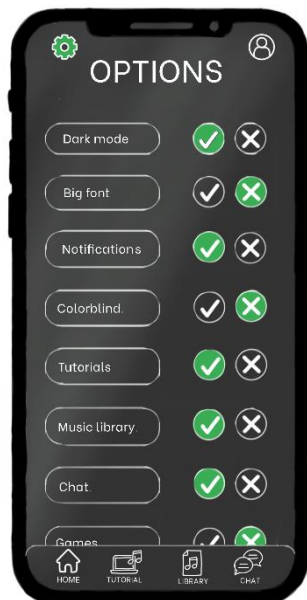 OPTIONS
Dark mode
Big font
Notifications
Colorblind.
Tutorials
Music library.
Chat.
Games
HOME TUTORIAL LIBRARY CHAT